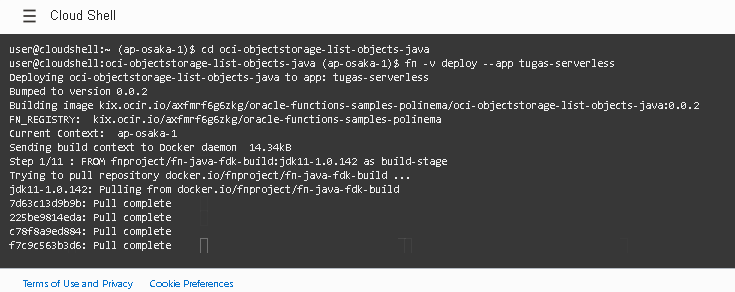 Cloud Shell
user@cloudshell:~ (ap-osaka-1)$ cd oci-objectstorage-list-objects-java
user@cloudshell:oci-objectstorage-list-objects-java (ap-osaka-1)$ fn -v deploy --app tugas-serverless
Deploying oci-objectstorage-list-objects-java to app: tugas-serverless
Bumped to version 0.0.2
Building image kix.ocir.io/axfmrf6g6zkg/oracle-functions-samples-polinema/oci-objectstorage-list-objects-java:0.0.2
FN_REGISTRY:  kix.ocir.io/axfmrf6g6zkg/oracle-functions-samples-polinema
Current Context:  ap-osaka-1
Sending build context to Docker daemon  14.34kB
Step 1/11 : FROM fnproject/fn-java-fdk-build:jdk11-1.0.142 as build-stage
Trying to pull repository docker.io/fnproject/fn-java-fdk-build ...
jdk11-1.0.142: Pulling from docker.io/fnproject/fn-java-fdk-build
7d63c13d9b9b: Pull complete
225be9814eda: Pull complete
c78f8a9ed884: Pull complete
f7c9c563b3d6: Pull complete
Terms of Use and Privacy Cookie Preferences